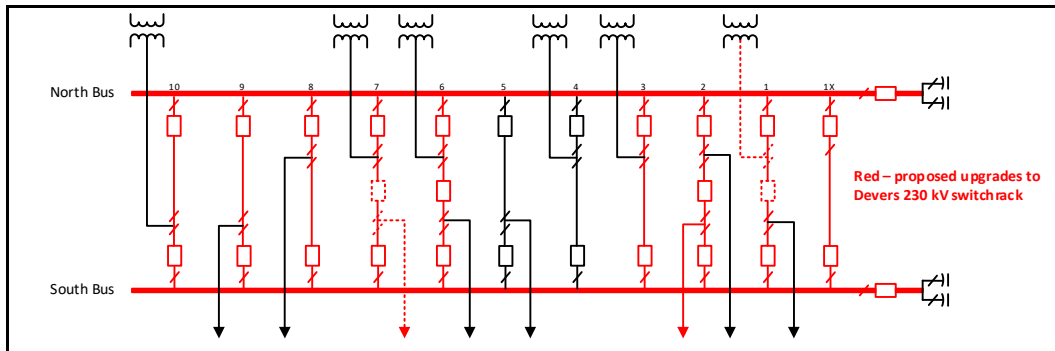 North Bus
10 9 8 7 6 5 4 3 2 1 1X
Red – proposed upgrades to
Devers 230 kV switchrack
South Bus